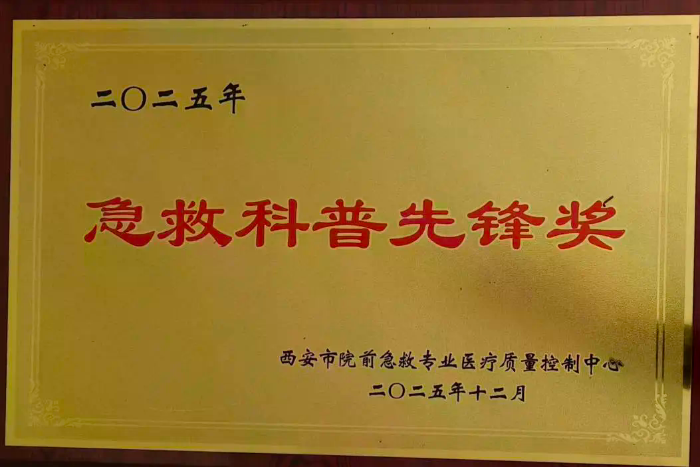 二〇二五年
急救科普先锋奖
西安市院前急救专业医疗质量控制中心
二〇二五年十二月